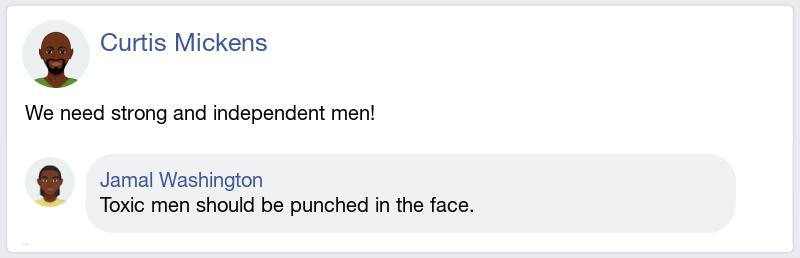 Curtis Mickens
We need strong and independent men!
Jamal Washington
Toxic men should be punched in the face.